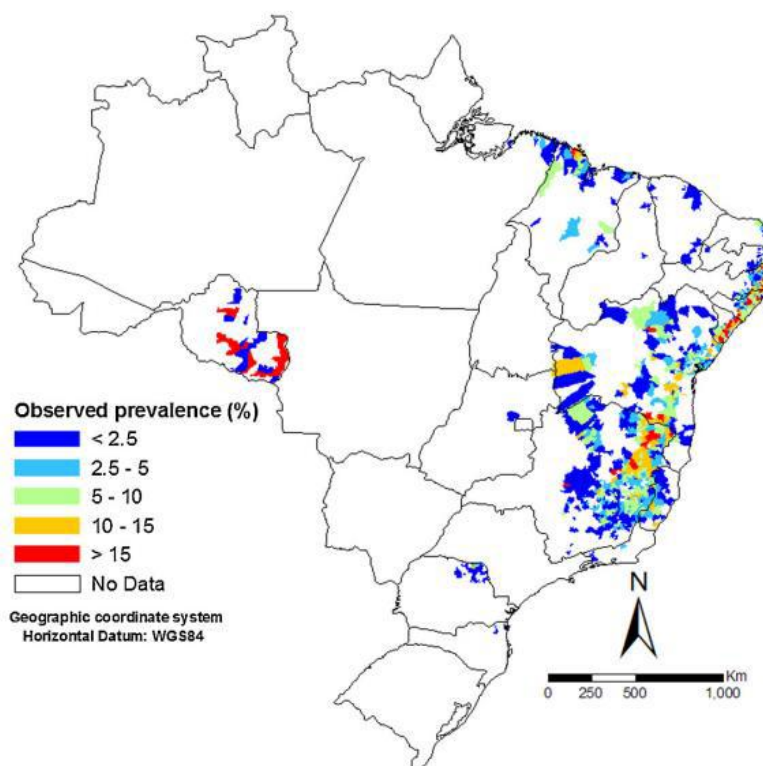 Observed prevalence (%)
< 2.5
2.5 - 5
5 - 10
10 - 15
> 15
No Data
Geographic coordinate system
Horizontal Datum: WGS84
N
Km
0 250 500 1,000